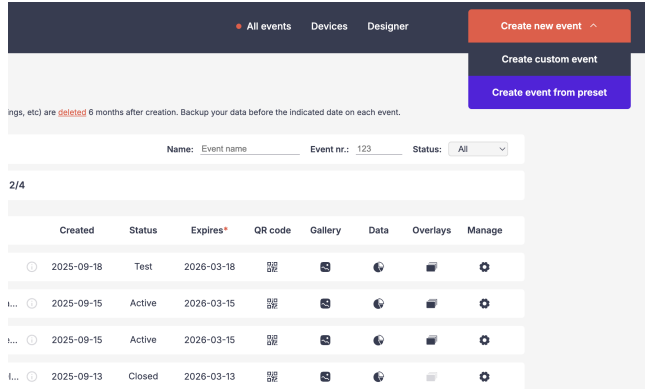 All events Devices Designer Create new event
Create custom event
Create event from preset
ings, etc) are deleted 6 months after creation. Backup your data before the indicated date on each event.
Name: Event name Event nr.: 123 Status: All
2/4
Created Status Expires* QR code Gallery Data Overlays Manage
2025-09-18 Test 2026-03-18
... 2025-09-15 Active 2026-03-15
e... 2025-09-15 Active 2026-03-15
l... 2025-09-13 Closed 2026-03-13